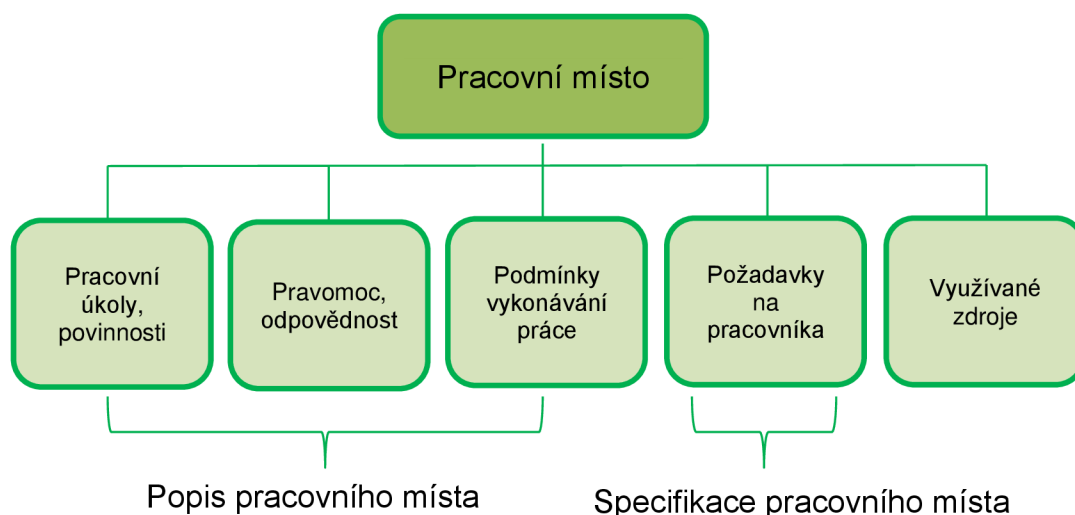 Pracovní místo
Pracovní
úkoly,
povinnosti
Pravomoc,
odpovědnost
Podmínky
vykonávání
práce
Požadavky
na
pracovníka
Využívané
zdroje
Popis pracovního místa
Specifikace pracovního místa